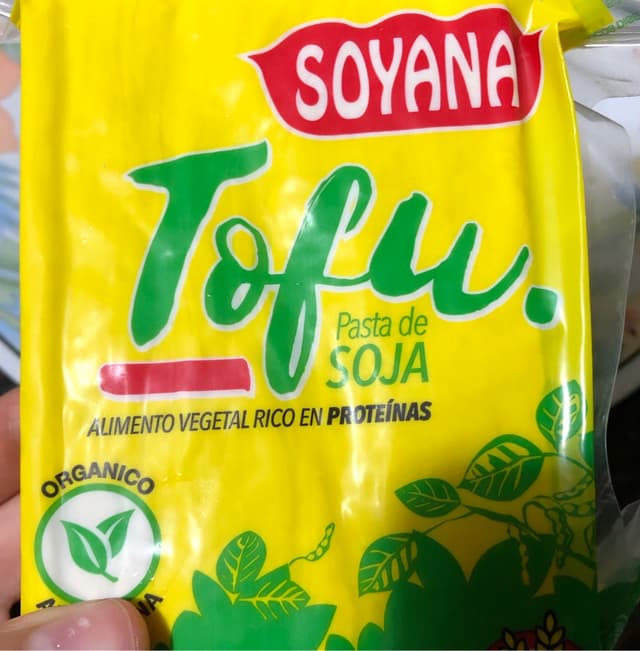 SOYANA
Tofu.
Pasta de
SOJA
ALIMENTO VEGETAL RICO EN PROTEÍNAS
ORGANICO